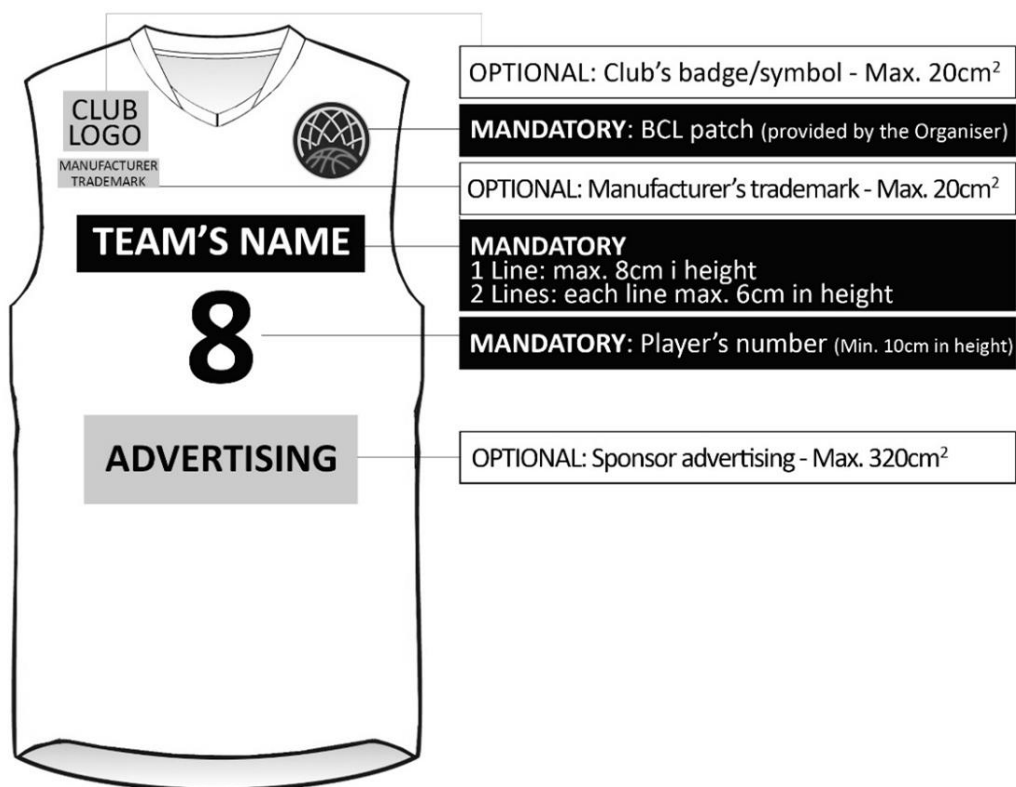 CLUB
LOGO
MANUFACTURER
TRADEMARK
TEAM’S NAME
8
ADVERTISING
OPTIONAL: Club’s badge/symbol - Max. 20cm²
MANDATORY: BCL patch (provided by the Organiser)
OPTIONAL: Manufacturer’s trademark - Max. 20cm²
MANDATORY
1 Line: max. 8cm i height
2 Lines: each line max. 6cm in height
MANDATORY: Player’s number (Min. 10cm in height)
OPTIONAL: Sponsor advertising - Max. 320cm²